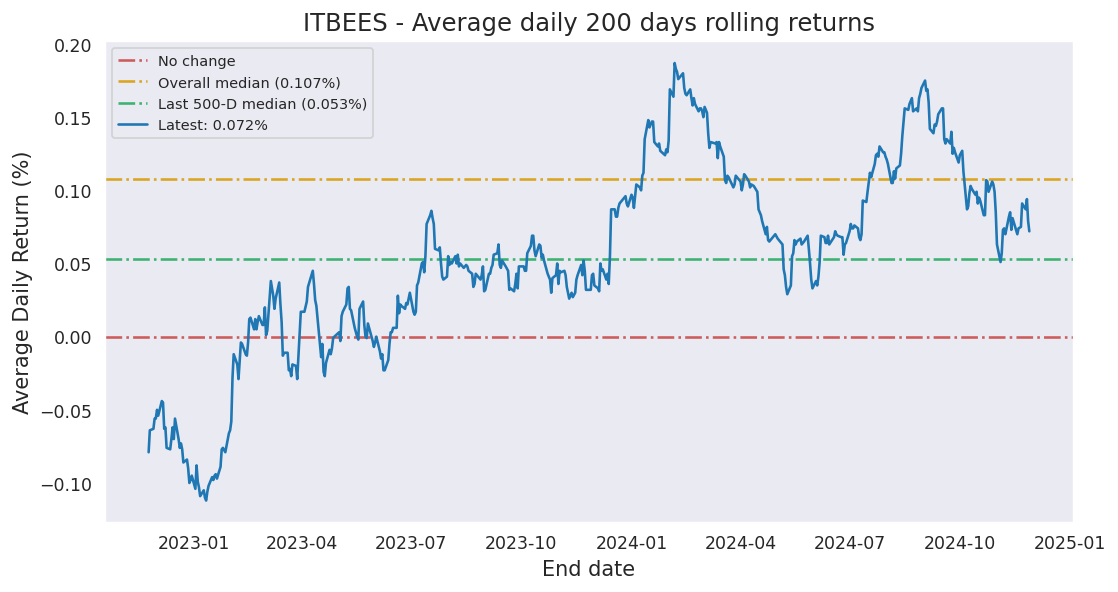 ITBEES - Average daily 200 days rolling returns
0.20
0.15
0.10
0.05
0.00
−0.05
−0.10
Average Daily Return (%)
No change
Overall median (0.107%)
Last 500-D median (0.053%)
Latest: 0.072%
2023-01 2023-04 2023-07 2023-10 2024-01 2024-04 2024-07 2024-10 2025-01
End date